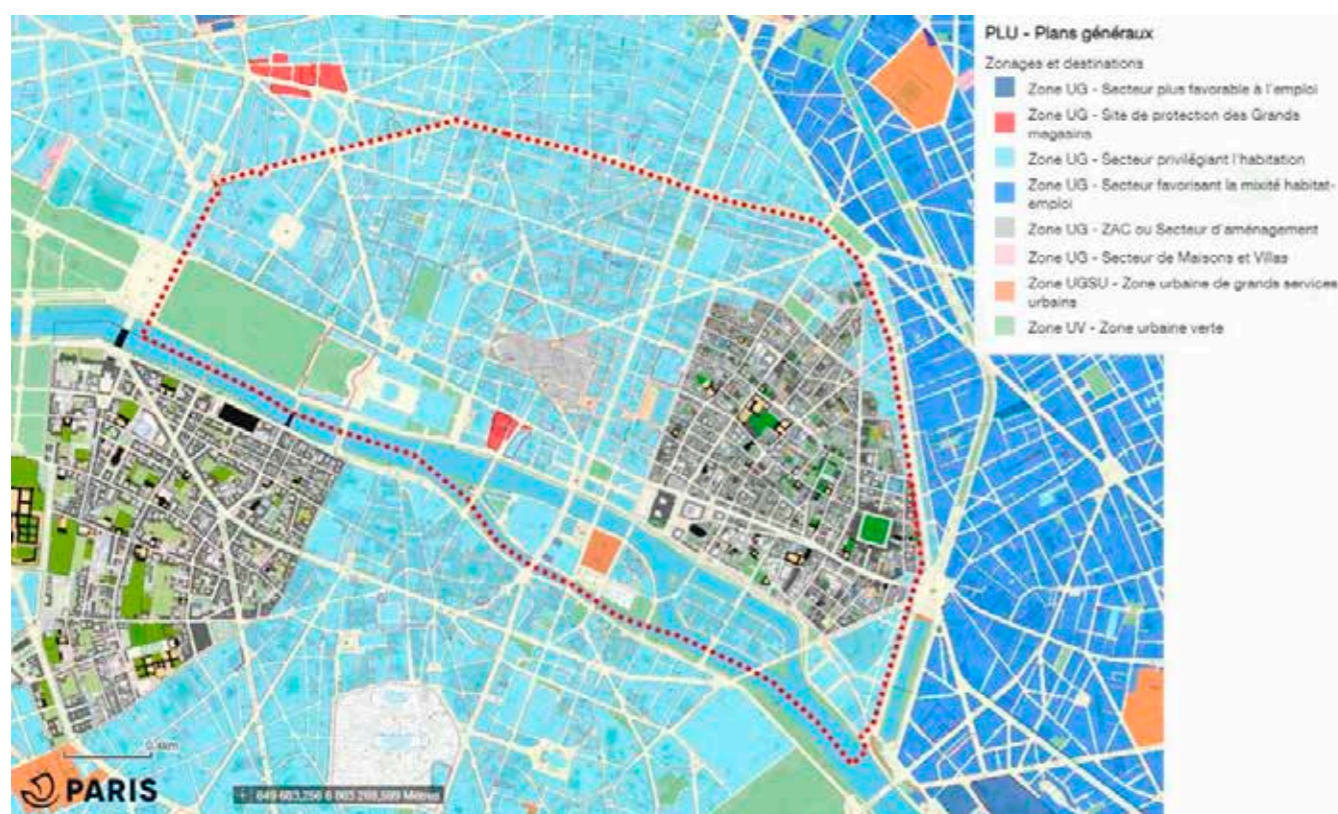 PLU - Plans généraux
Zonages et destinations
Zone UG - Secteur plus favorable à l'emploi
Zone UG - Site de protection des Grands
magasins
Zone UG - Secteur privilégiant l'habitation
Zone UG - Secteur favorisant la mixité habitat-
emploi
Zone UG - ZAC ou Secteur d'aménagement
Zone UG - Secteur de Maisons et Villas
Zone UGSU - Zone urbaine de grands services
urbains
Zone UV - Zone urbaine verte
PARIS